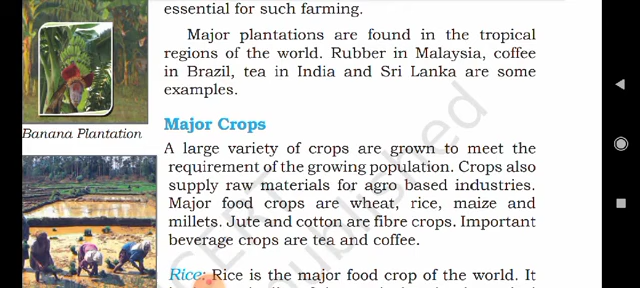 essential for such farming.
Major plantations are found in the tropical
regions of the world. Rubber in Malaysia, coffee
in Brazil, tea in India and Sri Lanka are some
examples.
Banana Plantation
Major Crops
A large variety of crops are grown to meet the
requirement of the growing population. Crops also
supply raw materials for agro based industries.
Major food crops are wheat, rice, maize and
millets. Jute and cotton are fibre crops. Important
beverage crops are tea and coffee.
Rice: Rice is the major food crop of the world. It